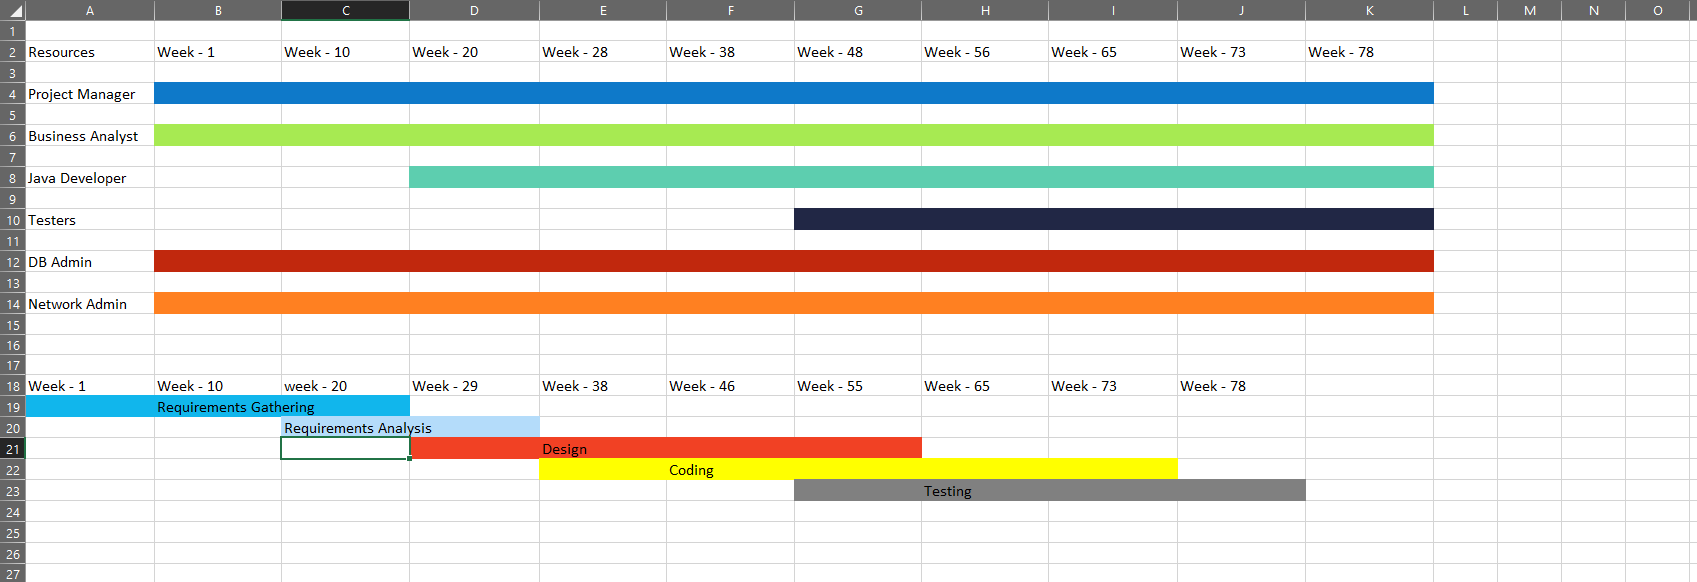 A B C D E F G H I J K L M N O
1
2 Resources Week - 1 Week - 10 Week - 20 Week - 28 Week - 38 Week - 48 Week - 56 Week - 65 Week - 73 Week - 78
3
4 Project Manager
5
6 Business Analyst
7
8 Java Developer
9
10 Testers
11
12 DB Admin
13
14 Network Admin
15
16
17
18 Week - 1 Week - 10 week - 20 Week - 29 Week - 38 Week - 46 Week - 55 Week - 65 Week - 73 Week - 78
19 Requirements Gathering
20 Requirements Analysis
21 Design
22 Coding
23 Testing
24
25
26
27